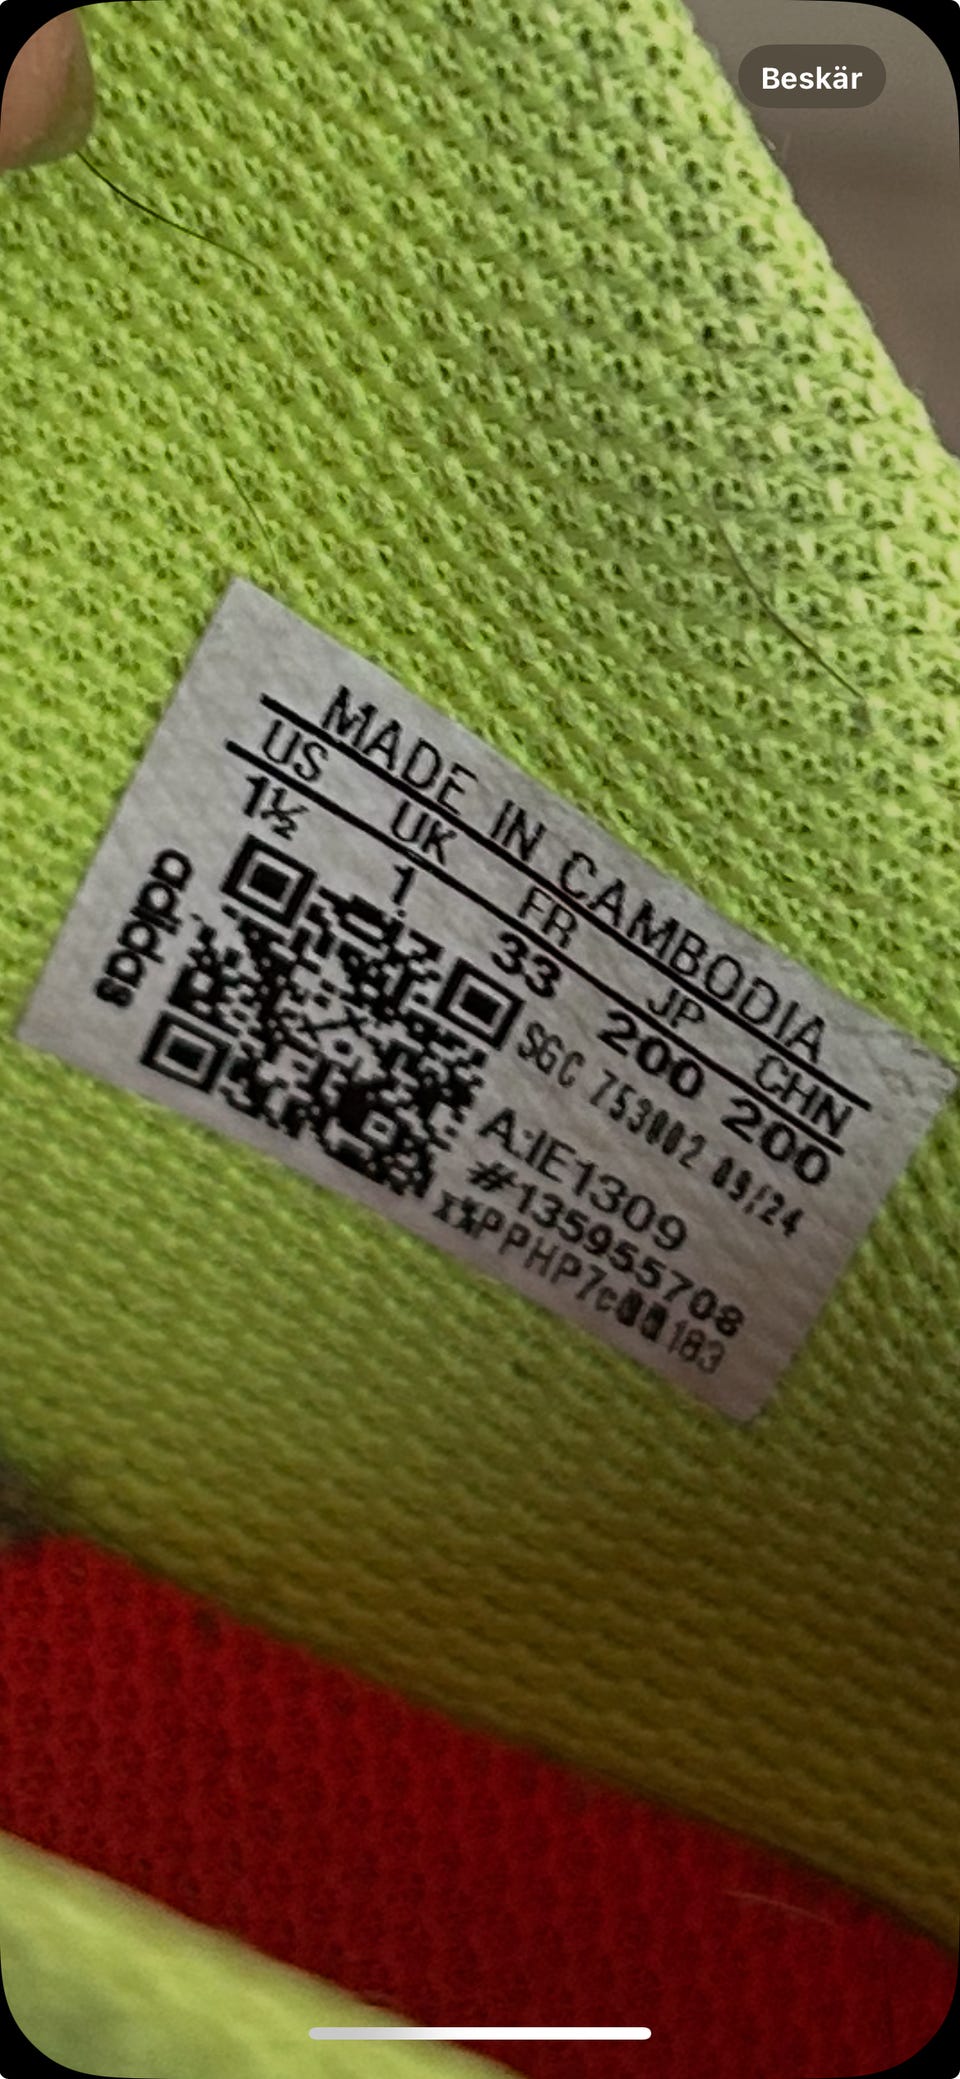 Beskär
MADE IN CAMBODIA
US UK FR JP CHN
1½ 1 33 200 200
SGC 753002 09/24
A:IE1309
#135955708
adidas